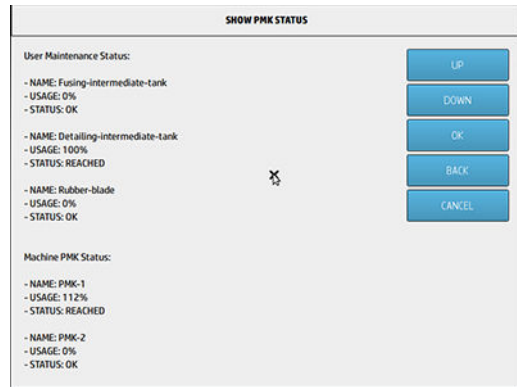 SHOW PMK STATUS
User Maintenance Status:
- NAME: Fusing-intermediate-tank
- USAGE: 0%
- STATUS: OK
- NAME: Detailing-intermediate-tank
- USAGE: 100%
- STATUS: REACHED
- NAME: Rubber-blade
- USAGE: 0%
- STATUS: OK
Machine PMK Status:
- NAME: PMK-1
- USAGE: 112%
- STATUS: REACHED
- NAME: PMK-2
- USAGE: 0%
- STATUS: OK
UP
DOWN
OK
BACK
CANCEL